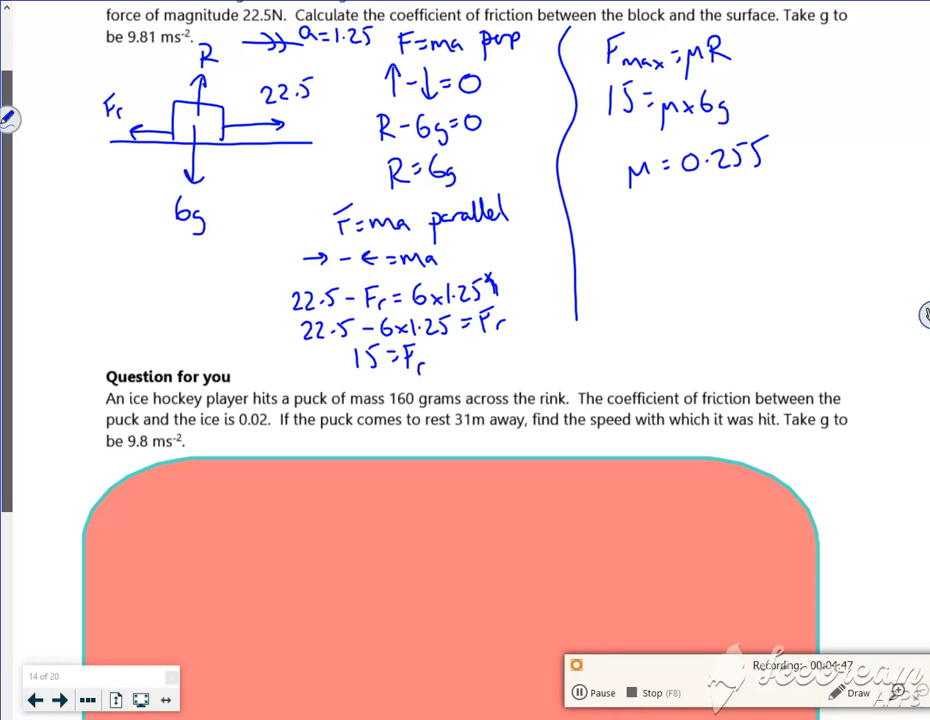 force of magnitude 22.5N. Calculate the coefficient of friction between the block and the surface. Take g to
be 9.81 ms⁻².
a=1.25
R
Fr
22.5
6g
F=ma perp
↑-↓=0
R-6g=0
R=6g
F=ma parallel
→-←=ma
22.5-Fr=6×1.25
22.5-6×1.25=Fr
15=Fr
Fmax=μR
15=μ×6g
μ=0.255
Question for you
An ice hockey player hits a puck of mass 160 grams across the rink. The coefficient of friction between the
puck and the ice is 0.02. If the puck comes to rest 31m away, find the speed with which it was hit. Take g to
be 9.8 ms⁻².
14 of 20
Recording:- 00:04:47
Pause
Stop (F8)
Draw
Icecream
APPS